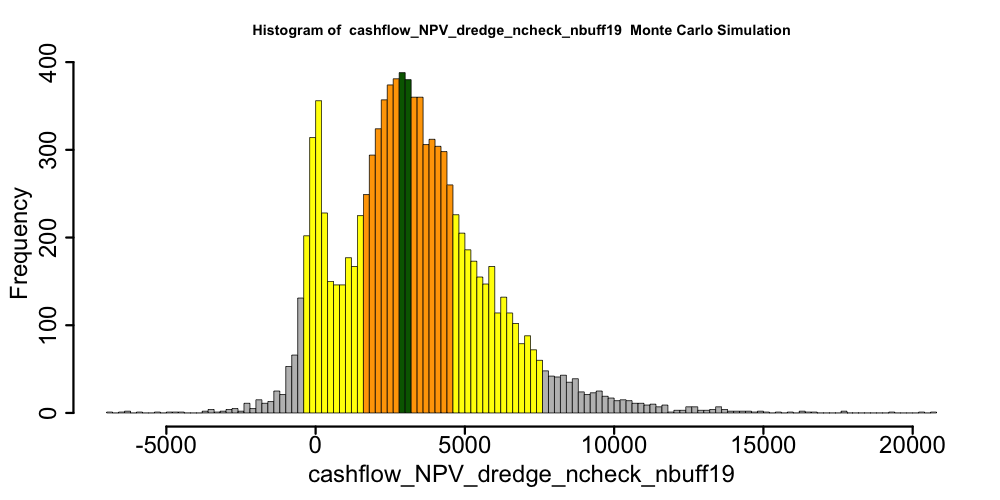 Histogram of  cashflow_NPV_dredge_ncheck_nbuff19  Monte Carlo Simulation
Frequency
400
300
200
100
0
-5000 0 5000 10000 15000 20000
cashflow_NPV_dredge_ncheck_nbuff19